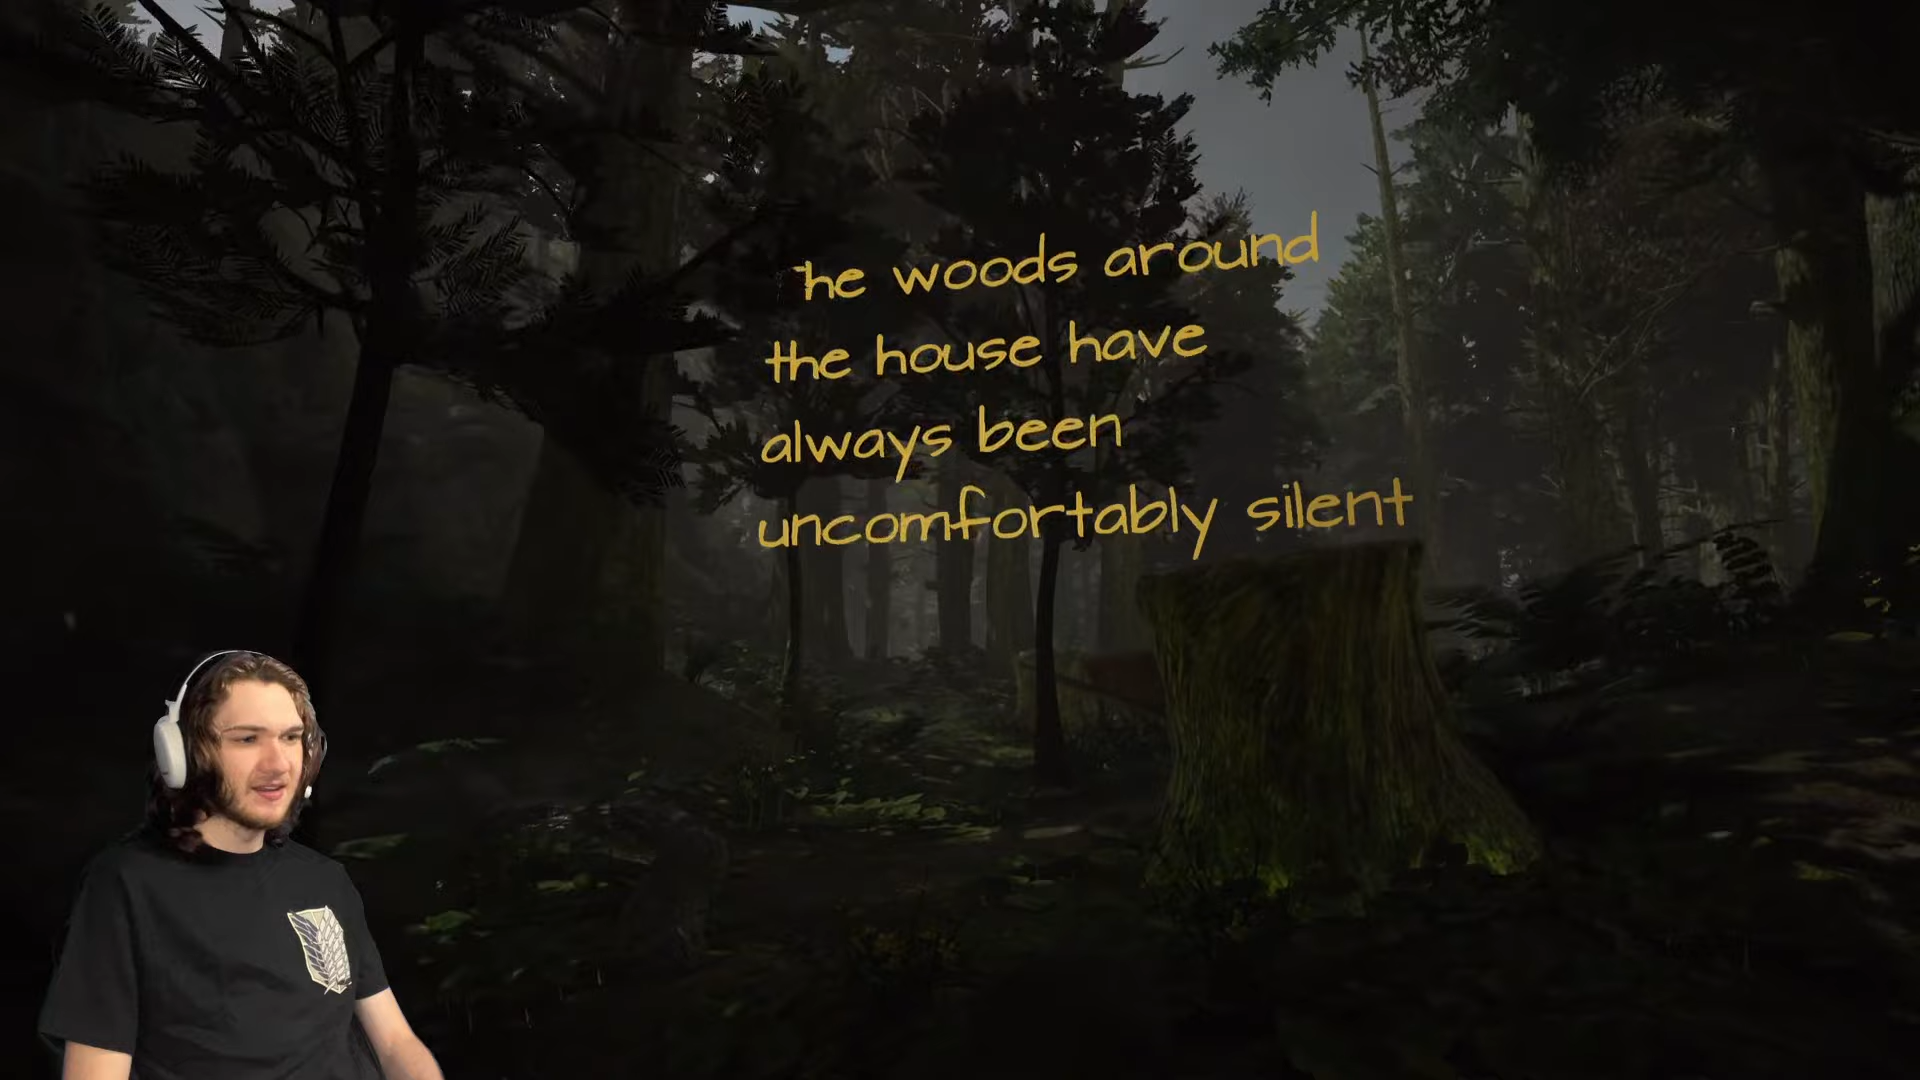 he woods around
the house have
always been
uncomfortably silent